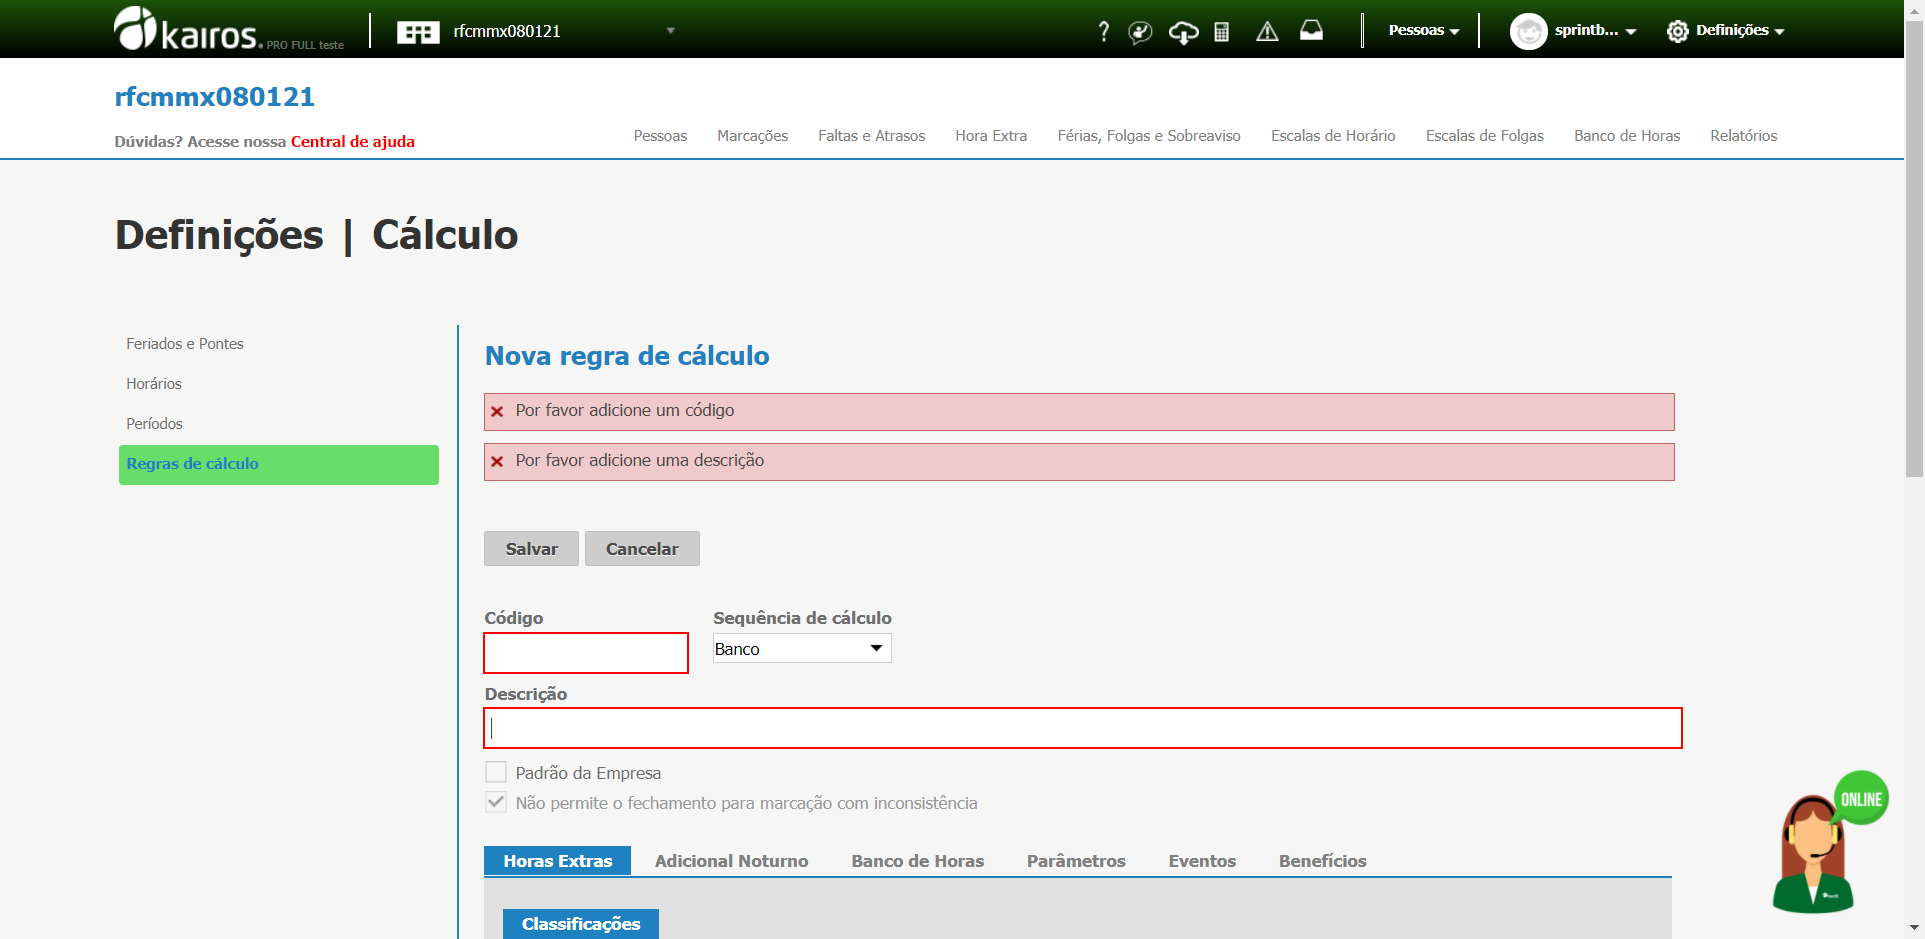 kairos. PRO FULL teste
rfcmmx080121
?
Pessoas
sprintb...
Definições
rfcmmx080121
Dúvidas? Acesse nossa Central de ajuda
Pessoas
Marcações
Faltas e Atrasos
Hora Extra
Férias, Folgas e Sobreaviso
Escalas de Horário
Escalas de Folgas
Banco de Horas
Relatórios
Definições | Cálculo
Feriados e Pontes
Horários
Períodos
Regras de cálculo
Nova regra de cálculo
Por favor adicione um código
Por favor adicione uma descrição
Salvar
Cancelar
Código
Sequência de cálculo
Banco
Descrição
Padrão da Empresa
Não permite o fechamento para marcação com inconsistência
ONLINE
Horas Extras
Adicional Noturno
Banco de Horas
Parâmetros
Eventos
Benefícios
Classificações